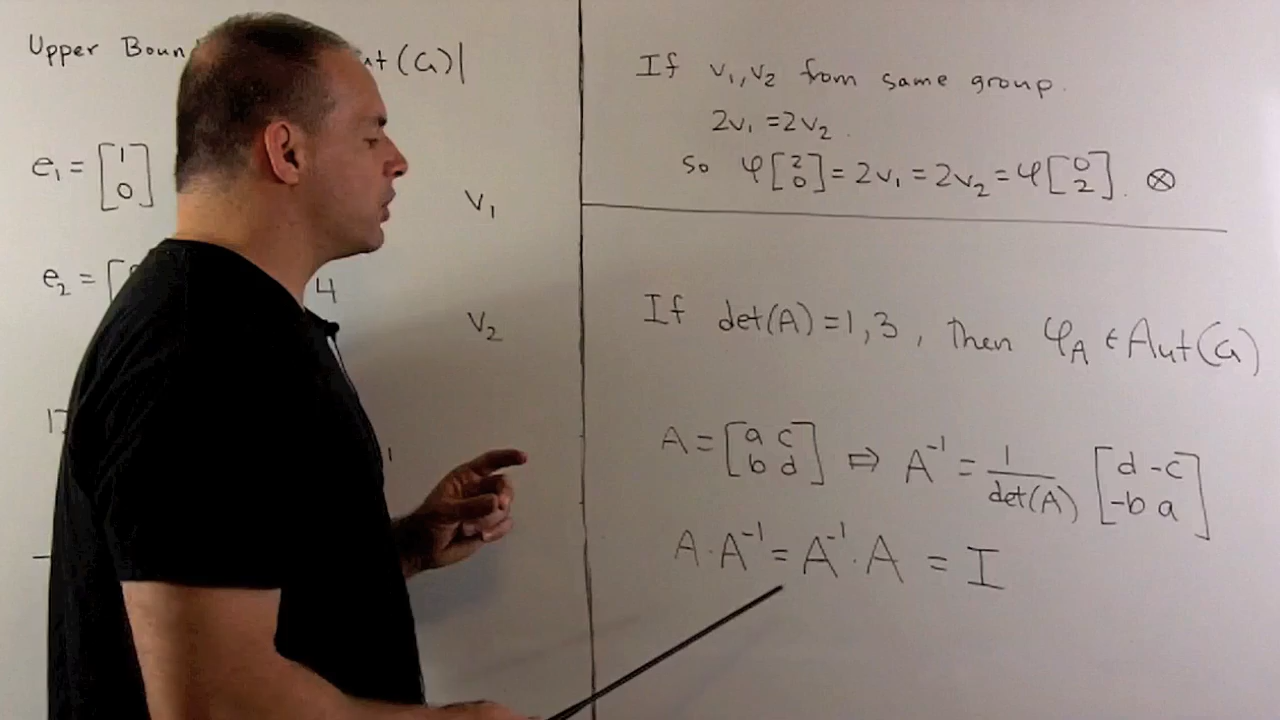 Upper ut(G)|
e₁ = [1 0]
v₁
e₂ = [ 4
v₂
If v₁, v₂ from same group.
2v₁ = 2v₂.
so φ[2 0] = 2v₁ = 2v₂ = φ[0 2]. ⊗
If det(A) = 1, 3, then φ_A ∈ Aut(G)
A = [a c b d] ⇒ A⁻¹ = 1/det(A) [d -c -b a]
A·A⁻¹ = A⁻¹·A = I